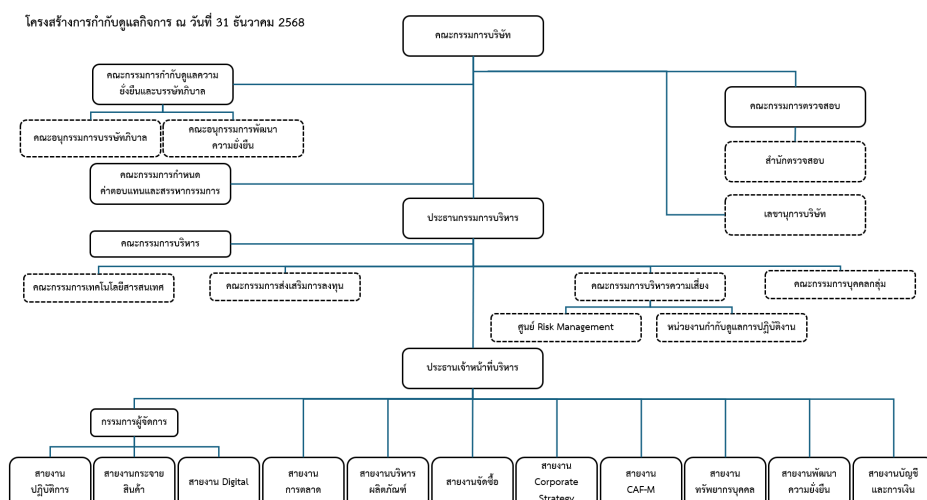 โครงสร้างการกำกับดูแลกิจการ ณ วันที่ 31 ธันวาคม 2568
คณะกรรมการบริษัท
คณะกรรมการกำกับดูแลความ
ยั่งยืนและบรรษัทภิบาล
คณะกรรมการตรวจสอบ
คณะอนุกรรมการบรรษัทภิบาล
คณะอนุกรรมการพัฒนา
ความยั่งยืน
สำนักตรวจสอบ
คณะกรรมการกำหนด
ค่าตอบแทนและสรรหากรรมการ
เลขานุการบริษัท
ประธานกรรมการบริหาร
คณะกรรมการบริหาร
คณะกรรมการเทคโนโลยีสารสนเทศ
คณะกรรมการส่งเสริมการลงทุน
คณะกรรมการบริหารความเสี่ยง
คณะกรรมการบุคคลกลุ่ม
ศูนย์ Risk Management
หน่วยงานกำกับดูแลการปฏิบัติงาน
ประธานเจ้าหน้าที่บริหาร
กรรมการผู้จัดการ
สายงาน
ปฏิบัติการ
สายงานกระจาย
สินค้า
สายงาน Digital
สายงาน
การตลาด
สายงานบริหาร
ผลิตภัณฑ์
สายงานจัดซื้อ
สายงาน
Corporate
Strategy
สายงาน
CAF-M
สายงาน
ทรัพยากรบุคคล
สายงานพัฒนา
ความยั่งยืน
สายงานบัญชี
และการเงิน